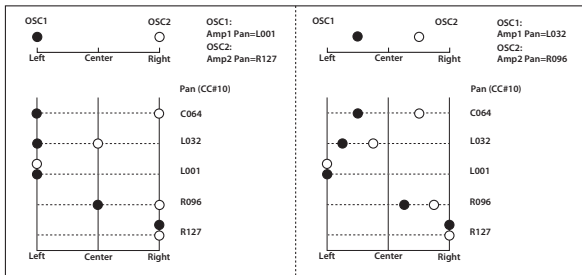 OSC1 OSC2
OSC1:
Amp1 Pan=L001
OSC2:
Amp2 Pan=R127
Left Center Right
Pan (CC#10)
C064
L032
L001
R096
R127
Left Center Right
OSC1 OSC2
OSC1:
Amp1 Pan=L032
OSC2:
Amp2 Pan=R096
Left Center Right
Pan (CC#10)
C064
L032
L001
R096
R127
Left Center Right